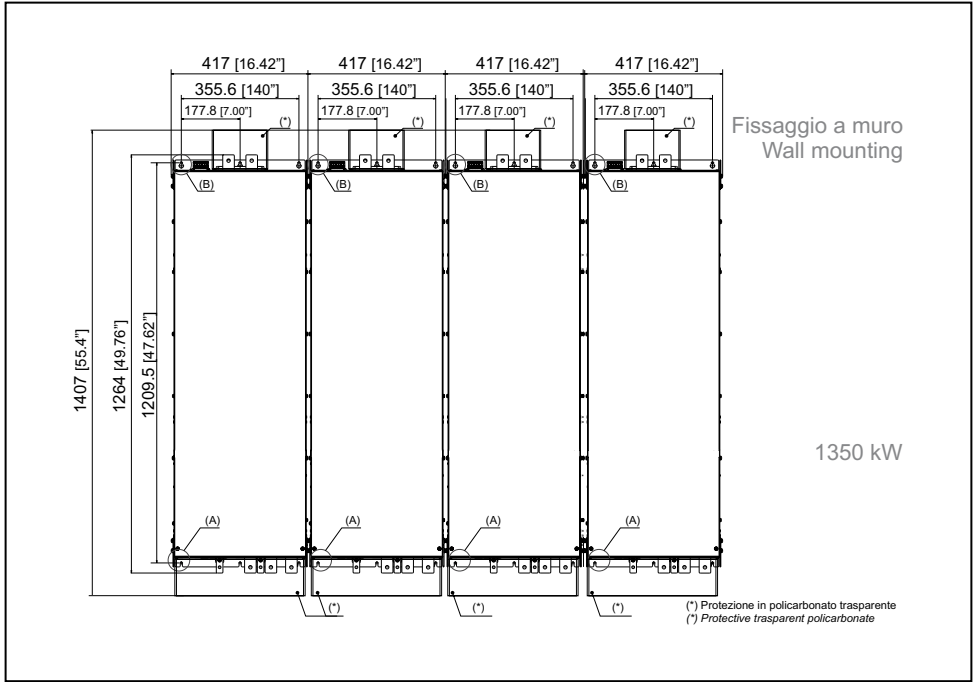 417 [16.42”] 417 [16.42”] 417 [16.42”] 417 [16.42”]
355.6 [140”] 355.6 [140”] 355.6 [140”] 355.6 [140”]
177.8 [7.00”] 177.8 [7.00”] 177.8 [7.00”] 177.8 [7.00”]
(*) (*) (*) (*)
Fissaggio a muro
Wall mounting
(B) (B) (B) (B)
1407 [55.4”]
1264 [49.76”]
1209.5 [47.62”]
1350 kW
(A) (A) (A) (A)
(*) (*) (*) (*)
(*) Protezione in policarbonato trasparente
(*) Protective trasparent policarbonate